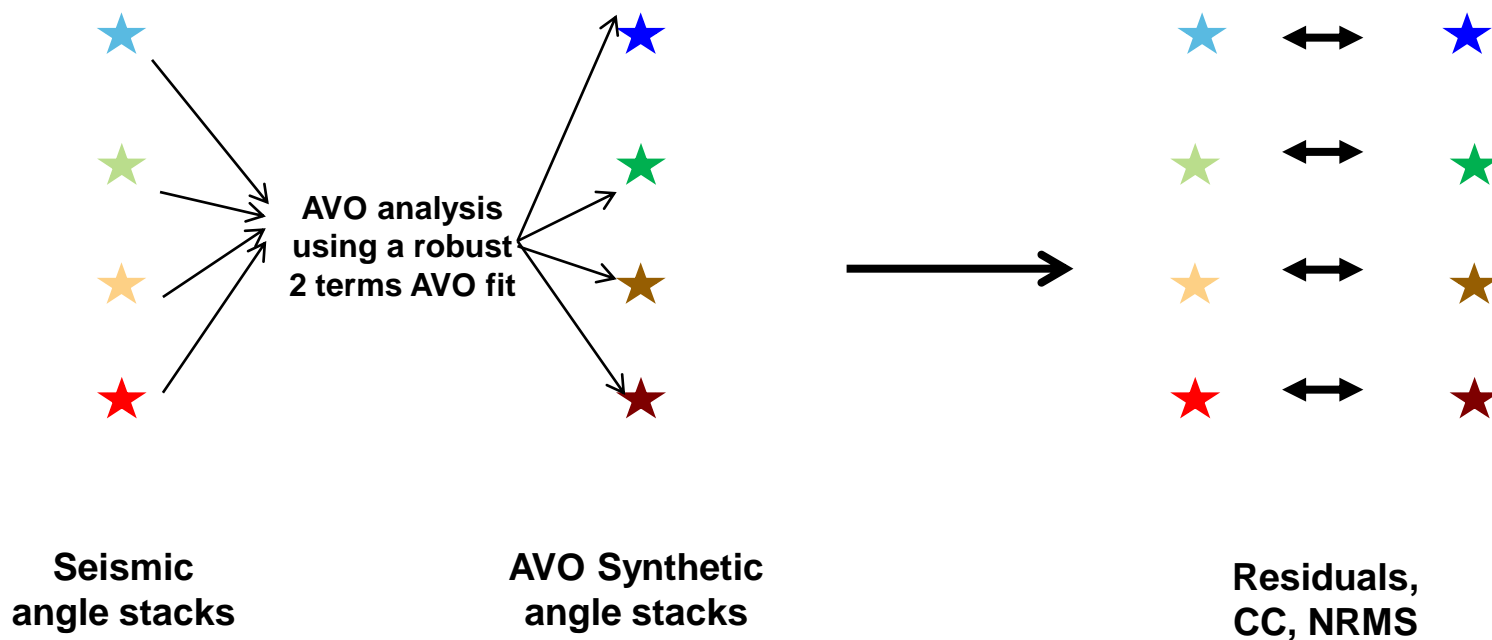 AVO analysis
using a robust
2 terms AVO fit
Seismic
angle stacks
AVO Synthetic
angle stacks
Residuals,
CC, NRMS